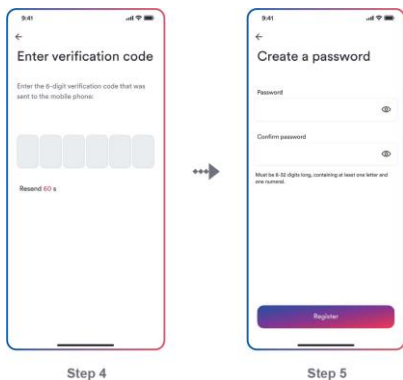 9:41
Enter verification code
Enter the 6-digit verification code that was
sent to the mobile phone:
Resend 60 s
Step 4
9:41
Create a password
Password
Confirm password
Must be 8-32 digits long, containing at least one letter and
one numeral.
Register
Step 5